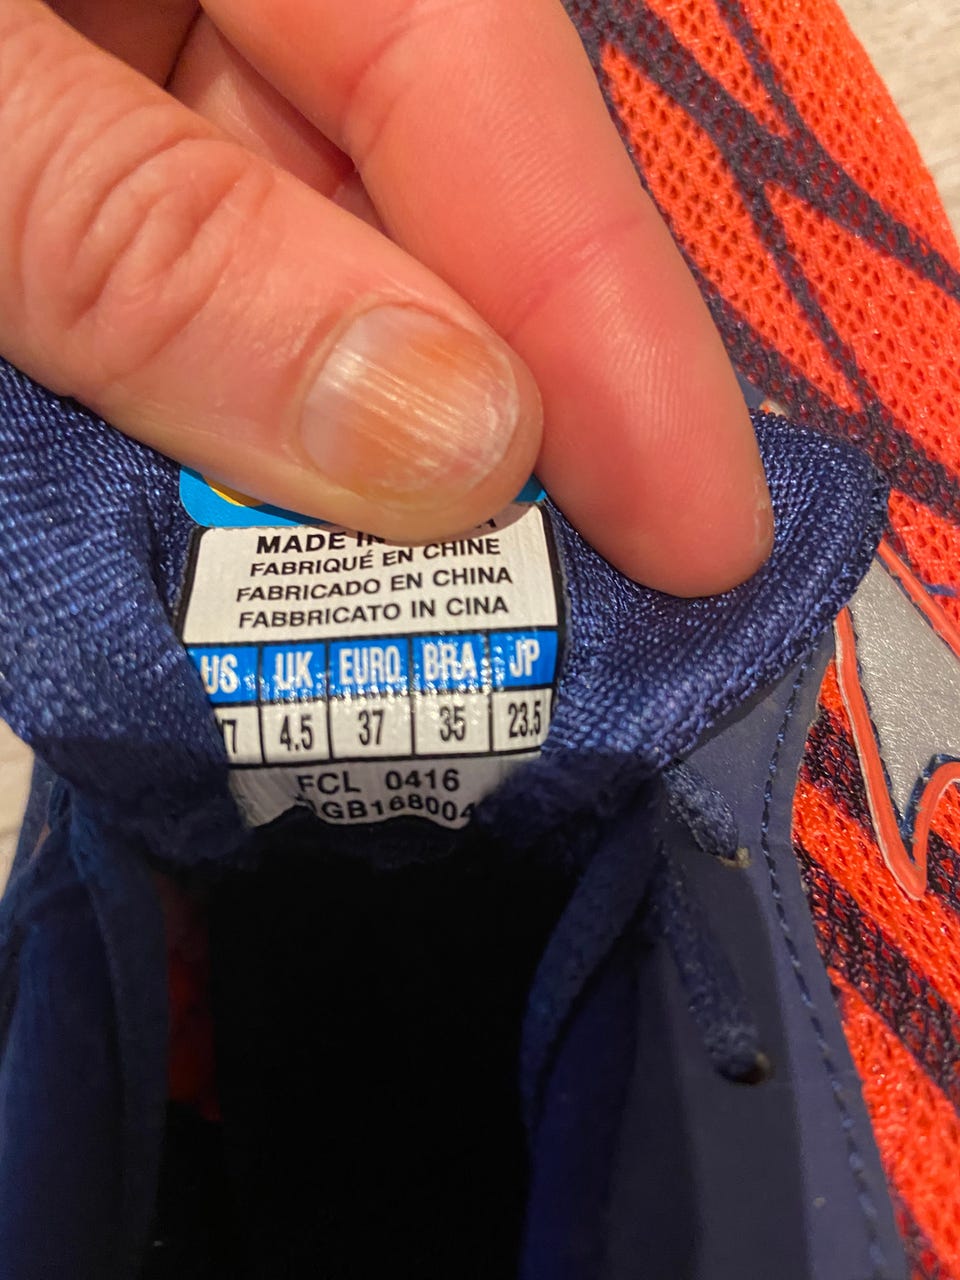 MADE IN
FABRIQUÉ EN CHINE
FABRICADO EN CHINA
FABBRICATO IN CINA
US UK EURO BRA JP
7 4.5 37 35 23.5
FCL 0416
GB168004